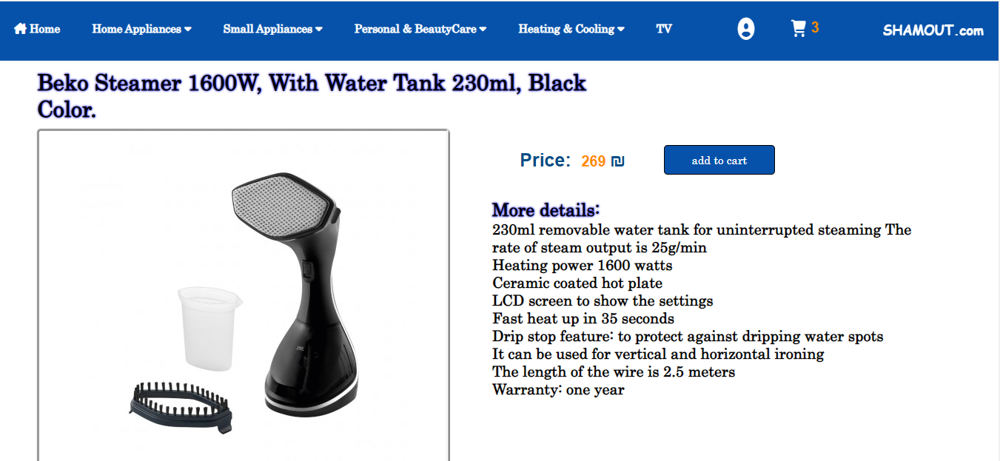 Home
Home Appliances
Small Appliances
Personal & BeautyCare
Heating & Cooling
TV
3
SHAMOUT.com
Beko Steamer 1600W, With Water Tank 230ml, Black
Color.
Price: 269 ₪
add to cart
More details:
230ml removable water tank for uninterrupted steaming The
rate of steam output is 25g/min
Heating power 1600 watts
Ceramic coated hot plate
LCD screen to show the settings
Fast heat up in 35 seconds
Drip stop feature: to protect against dripping water spots
It can be used for vertical and horizontal ironing
The length of the wire is 2.5 meters
Warranty: one year